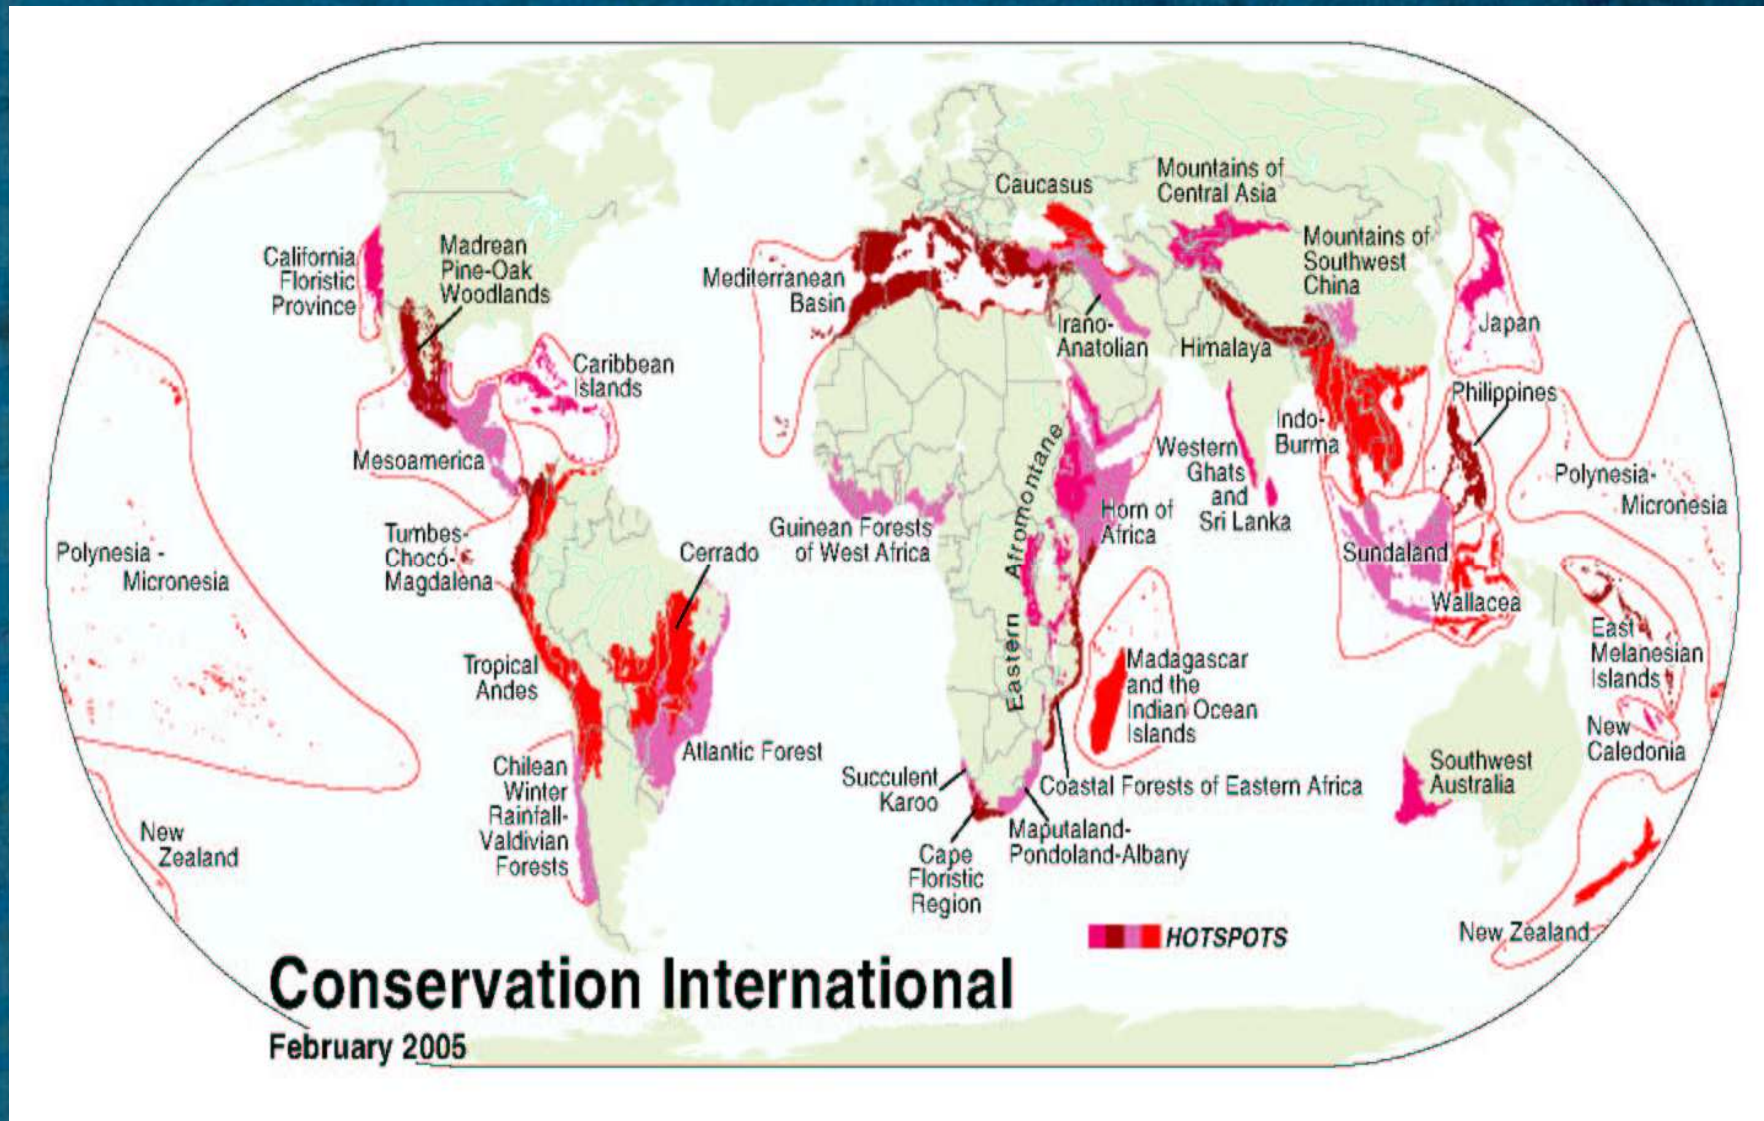 Caucasus
Mountains of
Central Asia
Mountains of
Southwest
China
California
Floristic
Province
Madrean
Pine-Oak
Woodlands
Mediterranean
Basin
Irano-
Anatolian
Himalaya
Japan
Caribbean
Islands
Philippines
Indo-
Burma
Mesoamerica
Western
Ghats
and
Sri Lanka
Polynesia-
Micronesia
Guinean Forests
of West Africa
Horn of
Africa
Eastern Afromontane
Tumbes-
Chocó-
Magdalena
Cerrado
Polynesia -
Micronesia
Sundaland
Wallacea
East
Melanesian
Islands
Tropical
Andes
Madagascar
and the
Indian Ocean
Islands
New
Caledonia
Atlantic Forest
Chilean
Winter
Rainfall-
Valdivian
Forests
Succulent
Karoo
Coastal Forests of Eastern Africa
Southwest
Australia
Maputaland-
Pondoland-Albany
Cape
Floristic
Region
New
Zealand
New Zealand
HOTSPOTS
Conservation International
February 2005